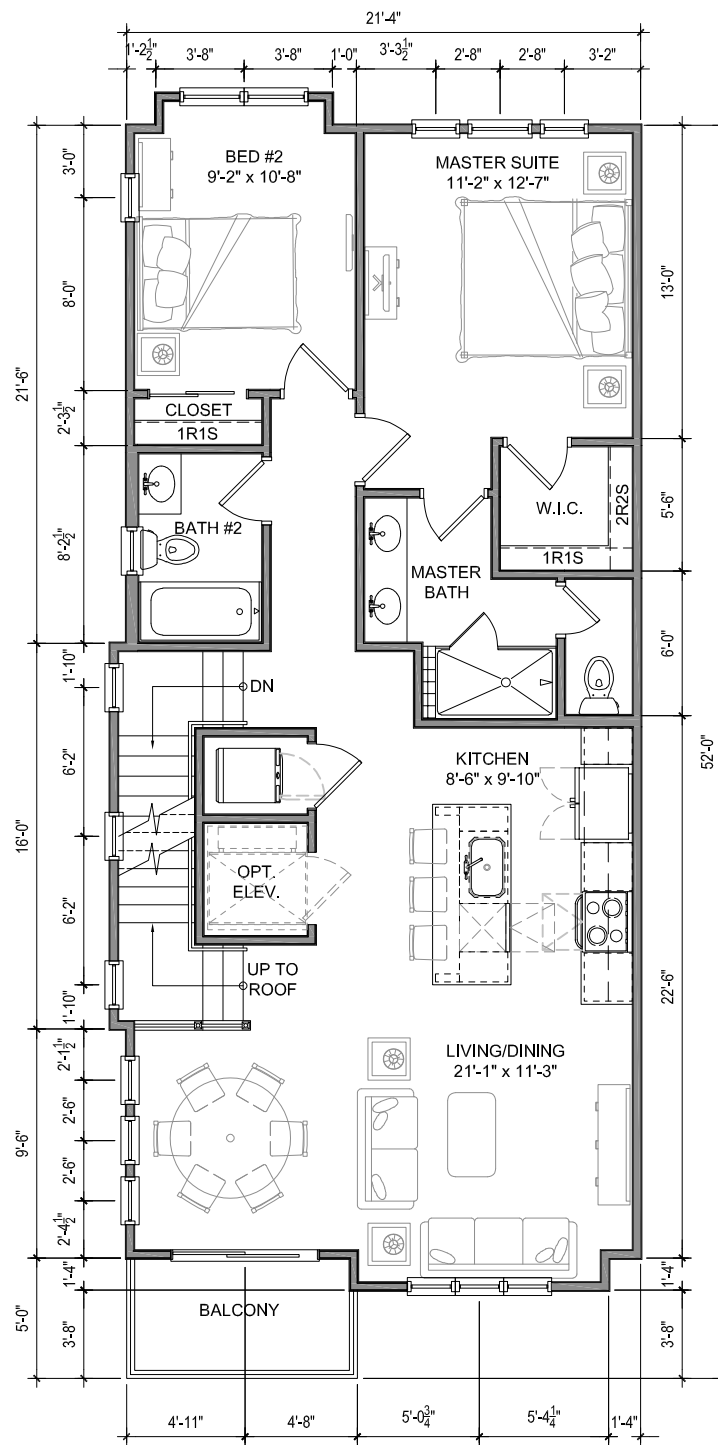 21'-4"
1'-2½" 3'-8" 3'-8" 1'-0" 3'-3½" 2'-8" 2'-8" 3'-2"
BED #2
9'-2" x 10'-8"
MASTER SUITE
11'-2" x 12'-7"
3'-0"
8'-0"
13'-0"
21'-6"
2'-3½"
CLOSET
1R1S
8'-2½"
BATH #2
W.I.C.
2R2S
1R1S
5'-6"
MASTER
BATH
6'-0"
1'-10"
DN
52'-0"
6'-2"
KITCHEN
8'-6" x 9'-10"
16'-0"
OPT.
ELEV.
6'-2"
UP TO
ROOF
1'-10"
22'-6"
LIVING/DINING
21'-1" x 11'-3"
2'-1½"
2'-6"
9'-6"
2'-6"
2'-4½"
1'-4"
1'-4"
BALCONY
5'-0"
3'-8"
3'-8"
4'-11" 4'-8" 5'-0¾" 5'-4¼" 1'-4"